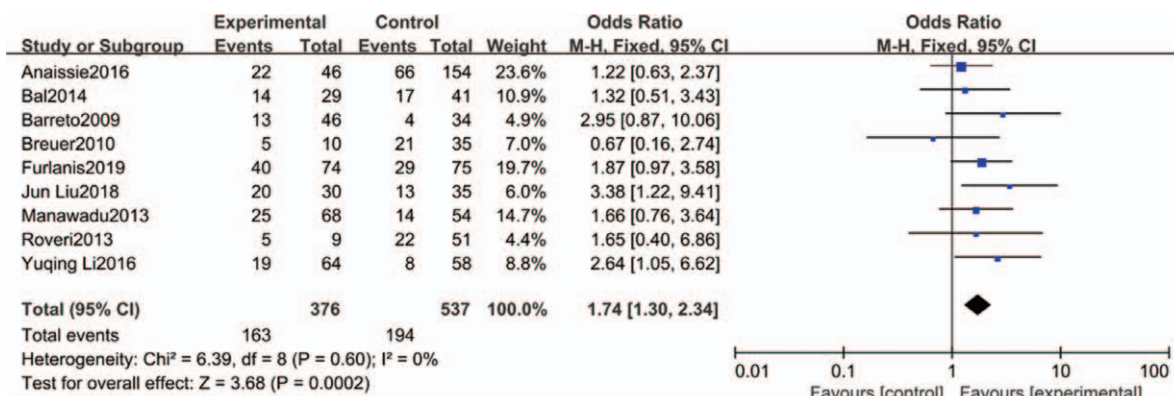 Experimental Control Odds Ratio Odds Ratio
Study or Subgroup Events Total Events Total Weight M-H, Fixed, 95% CI M-H, Fixed, 95% CI
Anaissie2016 22 46 66 154 23.6% 1.22 [0.63, 2.37]
Bal2014 14 29 17 41 10.9% 1.32 [0.51, 3.43]
Barreto2009 13 46 4 34 4.9% 2.95 [0.87, 10.06]
Breuer2010 5 10 21 35 7.0% 0.67 [0.16, 2.74]
Furlanis2019 40 74 29 75 19.7% 1.87 [0.97, 3.58]
Jun Liu2018 20 30 13 35 6.0% 3.38 [1.22, 9.41]
Manawadu2013 25 68 14 54 14.7% 1.66 [0.76, 3.64]
Roveri2013 5 9 22 51 4.4% 1.65 [0.40, 6.86]
Yuqing Li2016 19 64 8 58 8.8% 2.64 [1.05, 6.62]
Total (95% CI) 376 537 100.0% 1.74 [1.30, 2.34]
Total events 163 194
Heterogeneity: Chi² = 6.39, df = 8 (P = 0.60); I² = 0%
Test for overall effect: Z = 3.68 (P = 0.0002)
0.01 0.1 1 10 100
Favours [control] Favours [experimental]